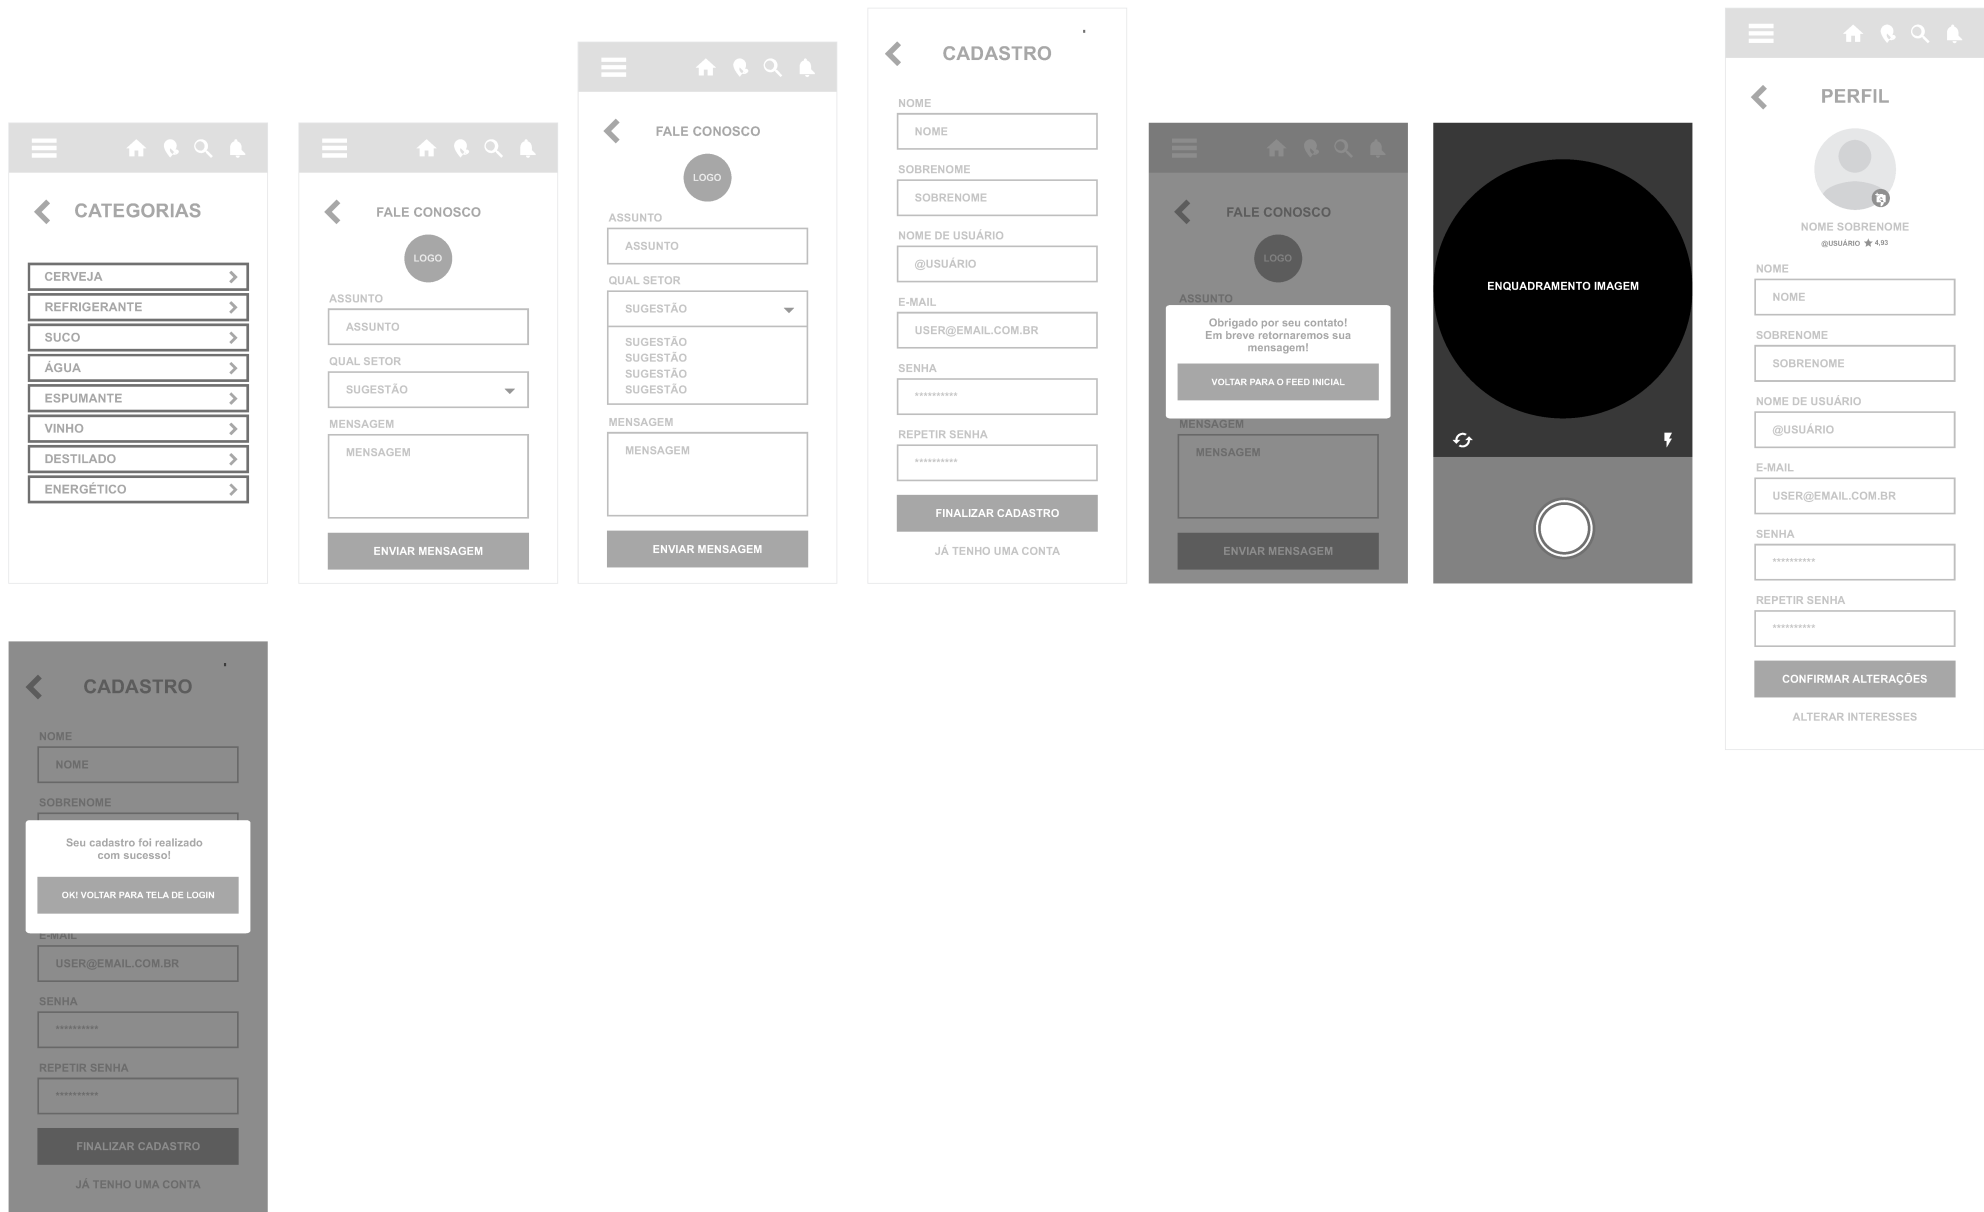 CATEGORIAS
CERVEJA
REFRIGERANTE
SUCO
ÁGUA
ESPUMANTE
VINHO
DESTILADO
ENERGÉTICO
FALE CONOSCO
LOGO
ASSUNTO
ASSUNTO
QUAL SETOR
SUGESTÃO
MENSAGEM
MENSAGEM
ENVIAR MENSAGEM
FALE CONOSCO
LOGO
ASSUNTO
ASSUNTO
QUAL SETOR
SUGESTÃO
SUGESTÃO
SUGESTÃO
SUGESTÃO
SUGESTÃO
MENSAGEM
MENSAGEM
ENVIAR MENSAGEM
CADASTRO
NOME
NOME
SOBRENOME
SOBRENOME
NOME DE USUÁRIO
@USUÁRIO
E-MAIL
USER@EMAIL.COM.BR
SENHA
**********
REPETIR SENHA
**********
FINALIZAR CADASTRO
JÁ TENHO UMA CONTA
FALE CONOSCO
LOGO
ASSUNTO
Obrigado por seu contato!
Em breve retornaremos sua
mensagem!
VOLTAR PARA O FEED INICIAL
MENSAGEM
MENSAGEM
ENVIAR MENSAGEM
ENQUADRAMENTO IMAGEM
PERFIL
NOME SOBRENOME
@USUÁRIO ★ 4,93
NOME
NOME
SOBRENOME
SOBRENOME
NOME DE USUÁRIO
@USUÁRIO
E-MAIL
USER@EMAIL.COM.BR
SENHA
**********
REPETIR SENHA
**********
CONFIRMAR ALTERAÇÕES
ALTERAR INTERESSES
CADASTRO
NOME
NOME
SOBRENOME
Seu cadastro foi realizado
com sucesso!
OK! VOLTAR PARA TELA DE LOGIN
E-MAIL
USER@EMAIL.COM.BR
SENHA
**********
REPETIR SENHA
**********
FINALIZAR CADASTRO
JÁ TENHO UMA CONTA